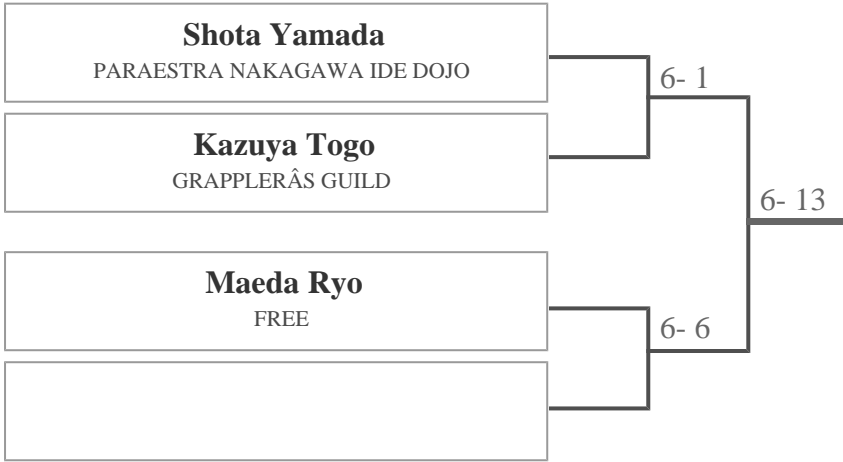 Shota Yamada
PARAESTRA NAKAGAWA IDE DOJO
6- 1
Kazuya Togo
GRAPPLERÂS GUILD
6- 13
Maeda Ryo
FREE
6- 6